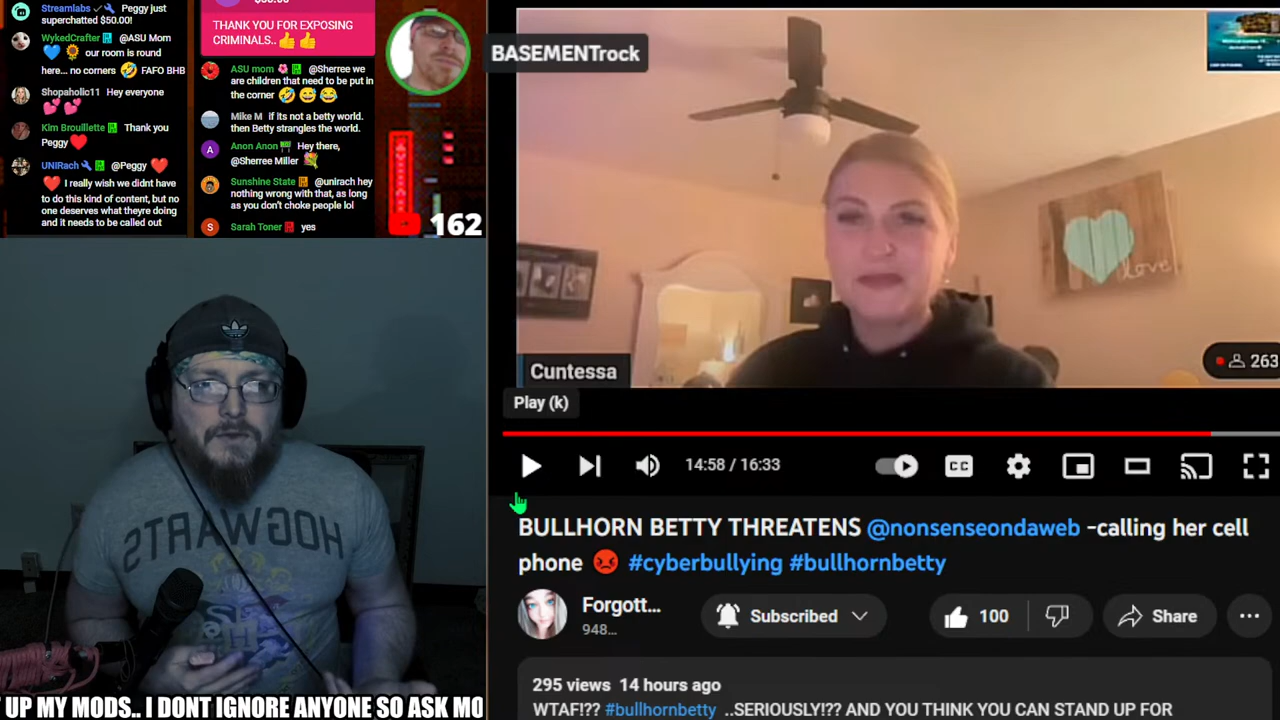 Streamlabs Peggy just
superchatted $50.00!
WykedCrafter @ASU Mom
our room is round
here... no corners FAFO BHB
Shopaholic11 Hey everyone
Kim Brouillette Thank you
Peggy
UNIRach @Peggy
I really wish we didnt have
to do this kind of content, but no
one deserves what theyre doing
and it needs to be called out
THANK YOU FOR EXPOSING
CRIMINALS..
ASU mom @Sherree we
are children that need to be put in
the corner
Mike M If its not a betty world.
then Betty strangles the world.
A
Anon Anon Hey there,
@Sherree Miller
Sunshine State @unirach hey
nothing wrong with that, as long
as you don't choke people lol
S
Sarah Toner yes
162
BASEMENTrock
love
Cuntessa
263
Play (k)
14:58 / 16:33
CC
BULLHORN BETTY THREATENS @nonsenseondaweb -calling her cell
phone #cyberbullying #bullhornbetty
Forgott...
948...
Subscribed
100
Share
295 views 14 hours ago
WTAF!?? #bullhornbetty ..SERIOUSLY!?? AND YOU THINK YOU CAN STAND UP FOR
HOGWARTS
UP MY MODS.. I DONT IGNORE ANYONE SO ASK MO